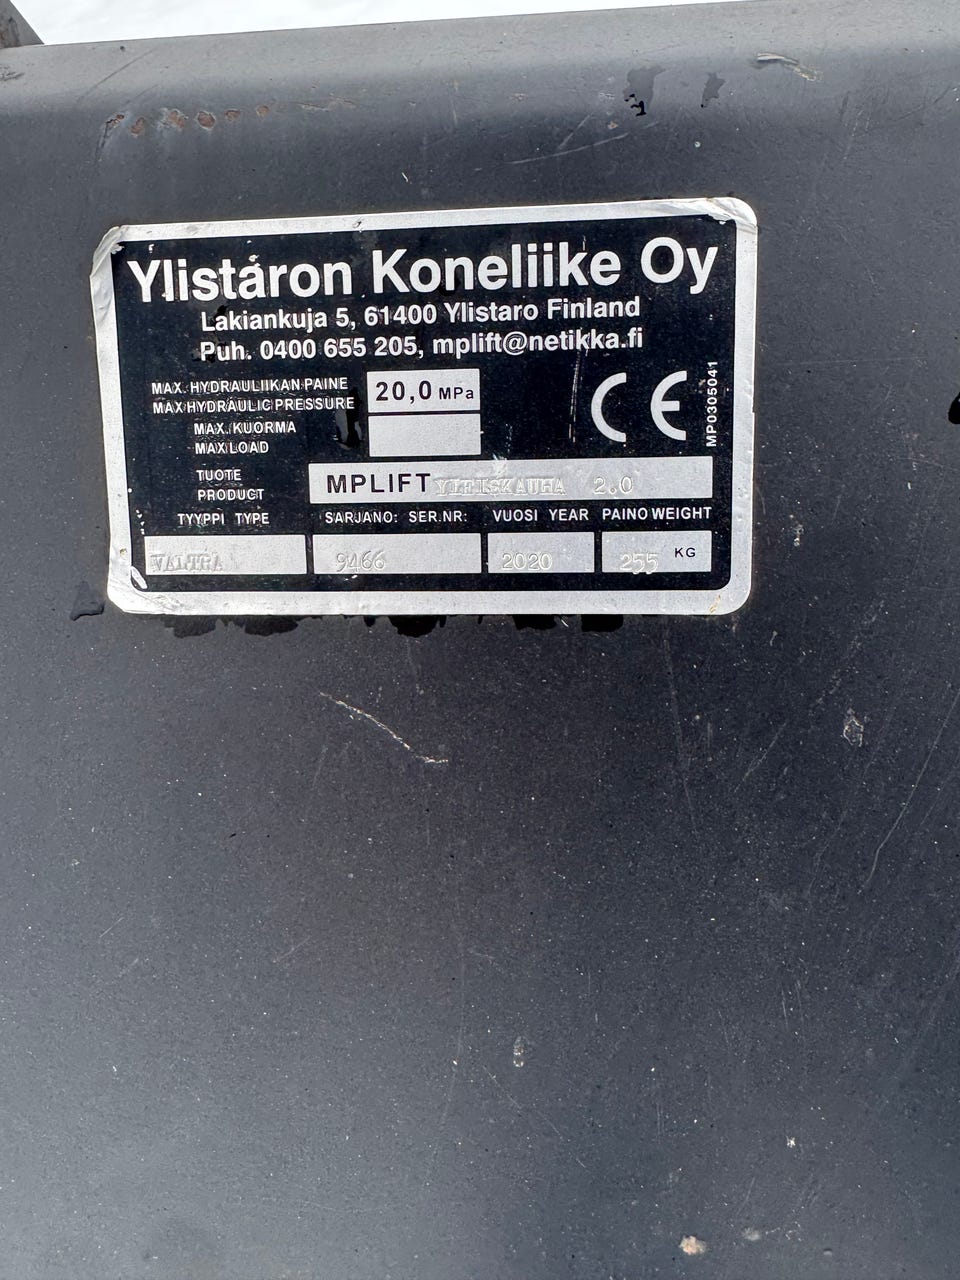 Ylistaron Koneliike Oy
Lakiankuja 5, 61400 Ylistaro Finland
Puh. 0400 655 205, mplift@netikka.fi
MAX. HYDRAULIIKAN PAINE
MAX HYDRAULIC PRESSURE
20,0 MPa
MAX. KUORMA
MAX LOAD
CE
MP0305041
TUOTE
PRODUCT
MPLIFT YLEISKAUHA 2.0
TYYPPI TYPE SARJANO: SER.NR: VUOSI YEAR PAINO WEIGHT
VALTRA 9466 2020 255 KG